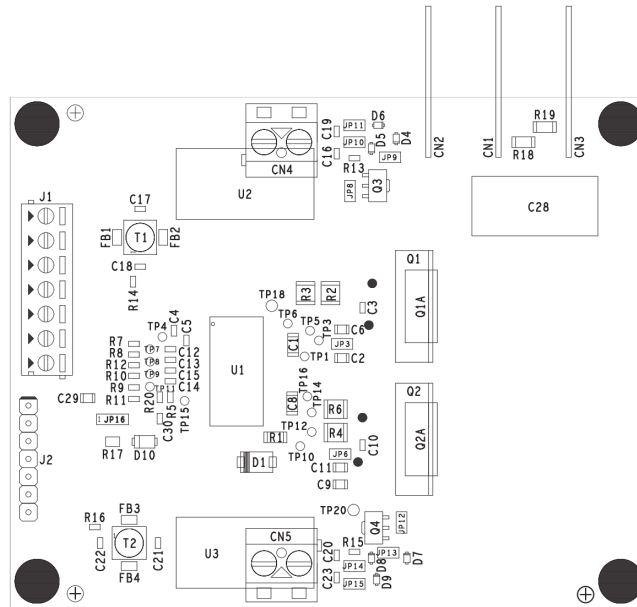 C19
JP11
D6
JP10
D5
D4
C16
R13
JP9
CN4
U2
JP8
Q3
CN2
CN1
CN3
R19
R18
C28
J1
C17
FB1
T1
FB2
C18
R14
TP18
R3
R2
C3
Q1
Q1A
TP6
TP5
TP3
C6
JP3
C1
TP1
C2
U1
TP4
C4
C5
R7
R8
R12
R10
R9
R11
TP7
TP8
TP9
TP11
C12
C13
C15
C14
R20
R5
TP15
C30
C29
JP16
R17
D10
J2
TP16
TP14
C8
R6
R4
TP12
R1
TP10
D1
JP6
C10
C11
C9
Q2
Q2A
TP20
FB3
R16
T2
C22
C21
FB4
U3
CN5
C20
C23
R15
Q4
JP12
JP13
JP14
JP15
D8
D7
D9